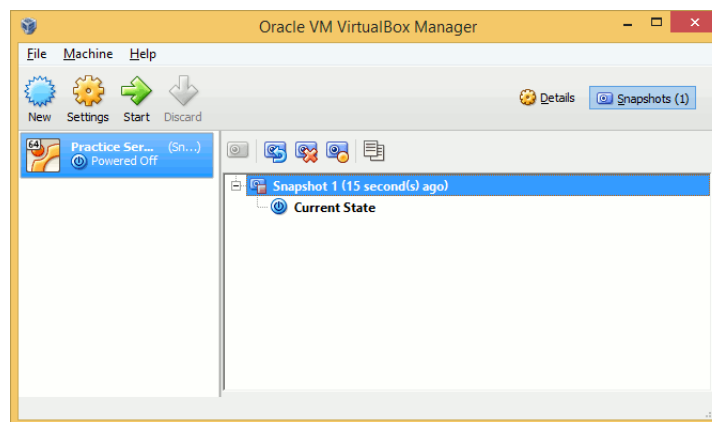 Oracle VM VirtualBox Manager
File Machine Help
New Settings Start Discard
Details Snapshots (1)
64 Practice Ser... (Sn...)
Powered Off
Snapshot 1 (15 second(s) ago)
Current State